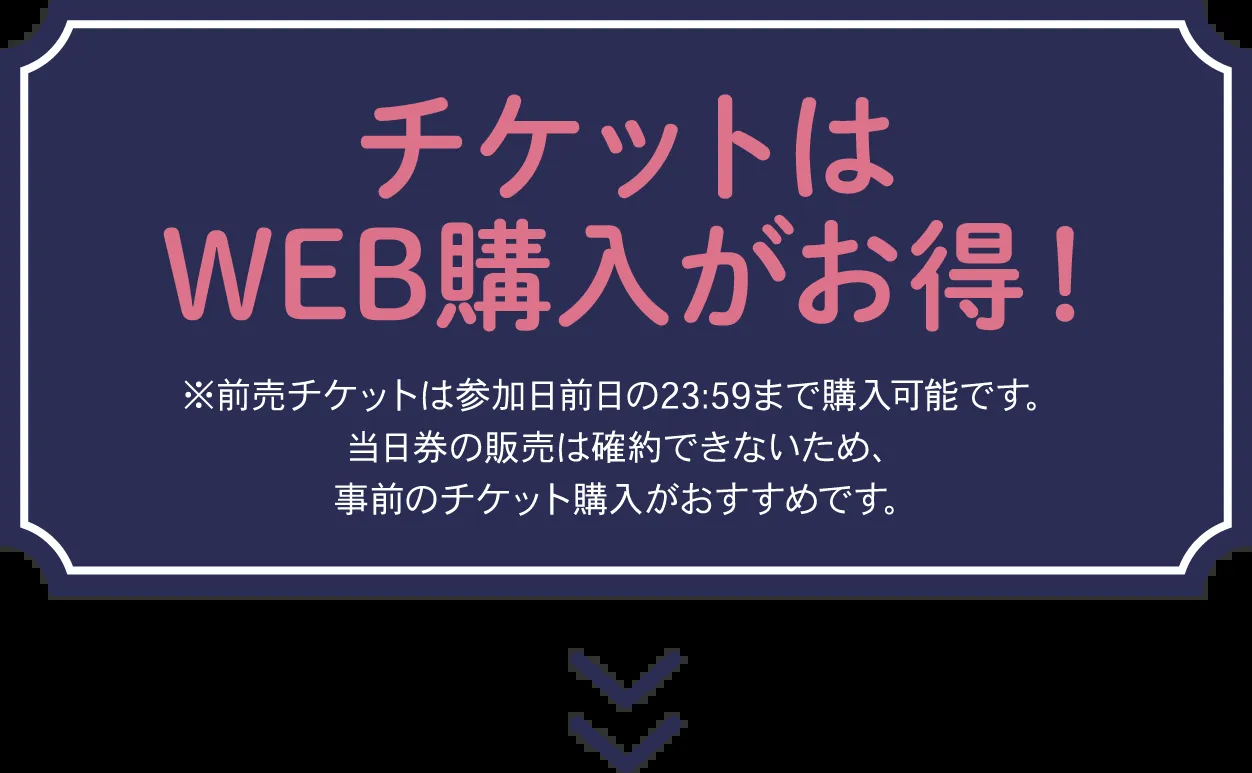 チケットは
WEB購入がお得！
※前売チケットは参加日前日の23:59まで購入可能です。
当日券の販売は確約できないため、
事前のチケット購入がおすすめです。